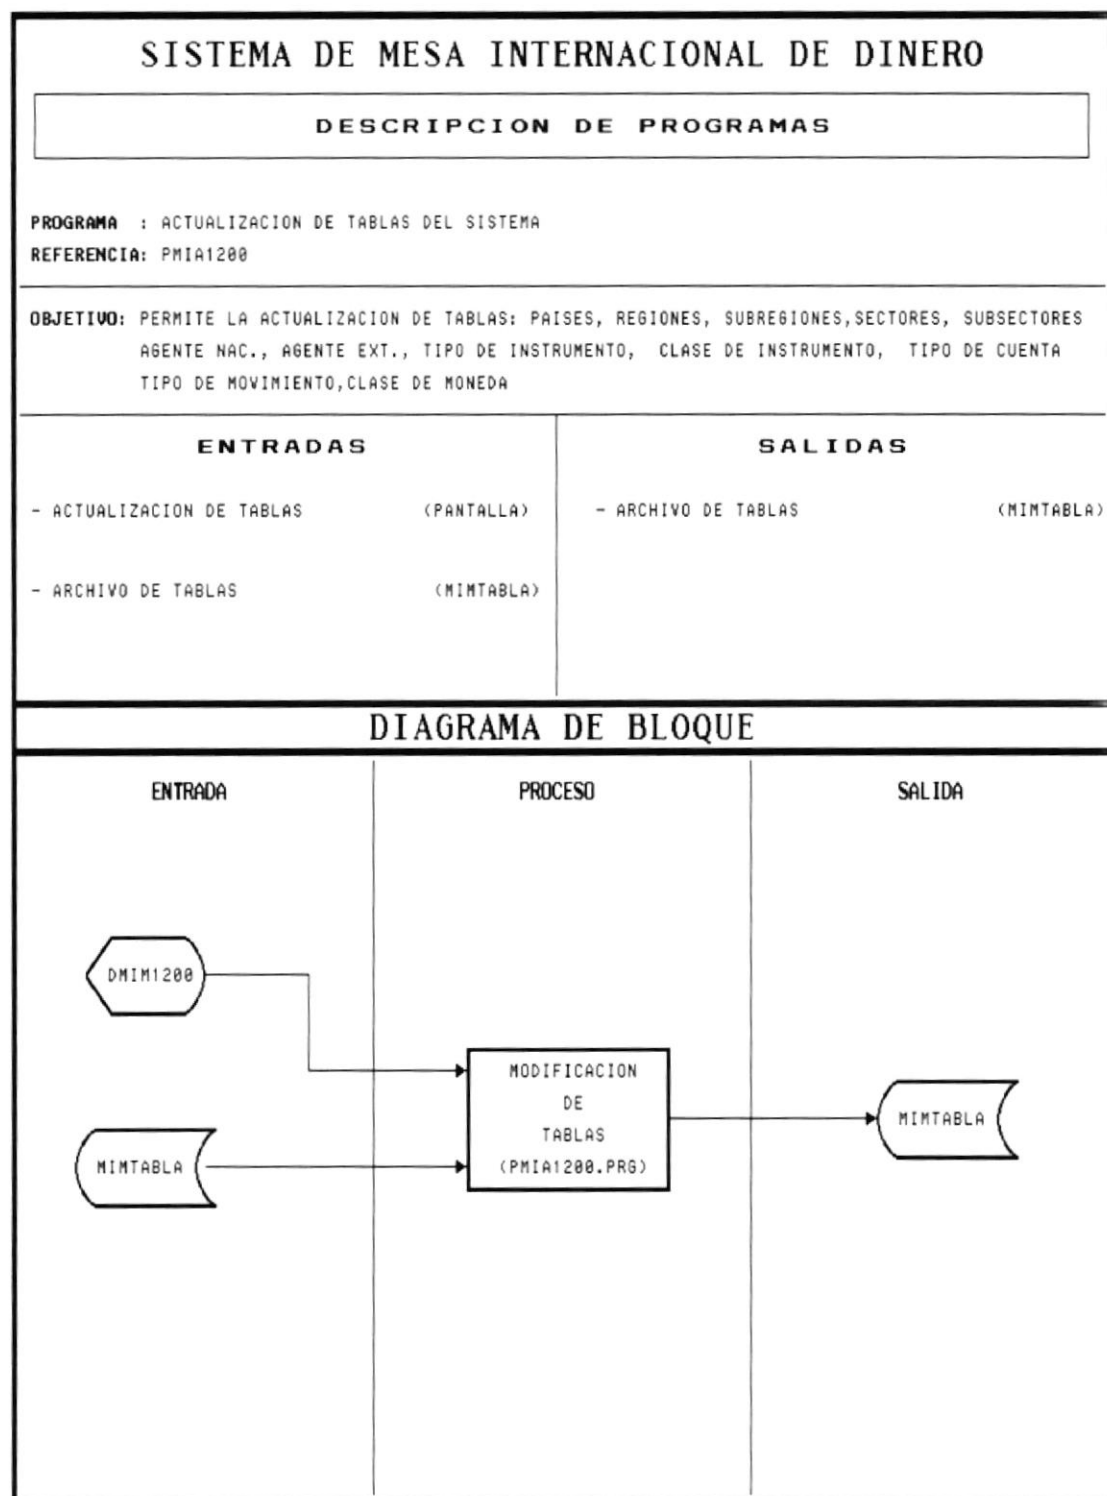 SISTEMA DE MESA INTERNACIONAL DE DINERO
DESCRIPCION DE PROGRAMAS
PROGRAMA : ACTUALIZACION DE TABLAS DEL SISTEMA
REFERENCIA: PMIA1200
OBJETIVO: PERMITE LA ACTUALIZACION DE TABLAS: PAISES, REGIONES, SUBREGIONES,SECTORES, SUBSECTORES
AGENTE NAC., AGENTE EXT., TIPO DE INSTRUMENTO, CLASE DE INSTRUMENTO, TIPO DE CUENTA
TIPO DE MOVIMIENTO,CLASE DE MONEDA
ENTRADAS
- ACTUALIZACION DE TABLAS (PANTALLA)
- ARCHIVO DE TABLAS (MIMTABLA)
SALIDAS
- ARCHIVO DE TABLAS (MIMTABLA)
DIAGRAMA DE BLOQUE
ENTRADA
PROCESO
SALIDA
DMIM1200
MIMTABLA
MODIFICACION
DE
TABLAS
(PMIA1200.PRG)
MIMTABLA